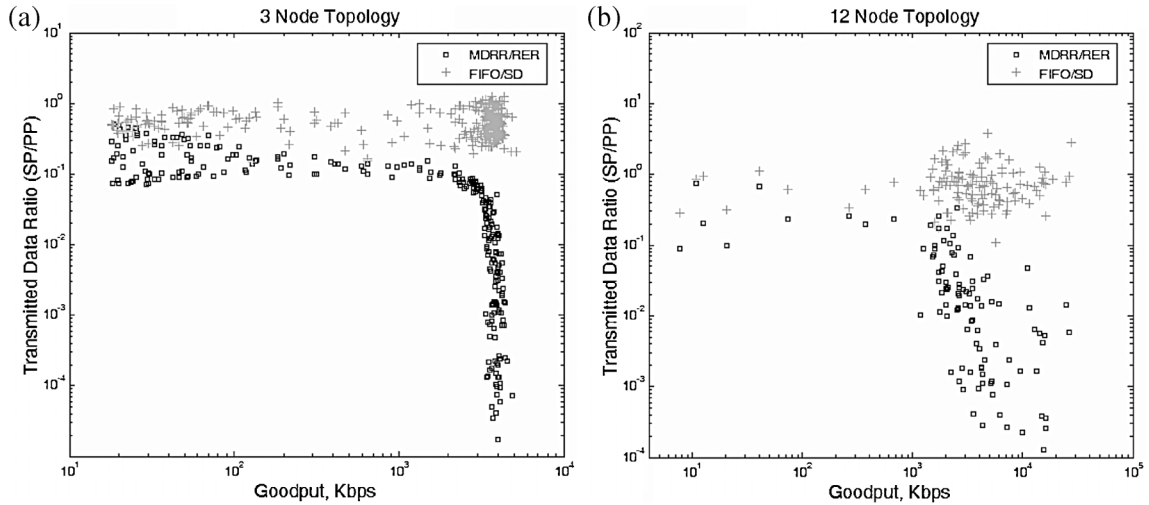 (a)
3 Node Topology
10^1
10^0
10^-1
10^-2
10^-3
10^-4
Transmitted Data Ratio (SP/PP)
MDRR/RER
FIFO/SD
10^1
10^2
10^3
10^4
Goodput, Kbps
(b)
12 Node Topology
10^2
10^1
10^0
10^-1
10^-2
10^-3
10^-4
Transmitted Data Ratio (SP/PP)
MDRR/RER
FIFO/SD
10^1
10^2
10^3
10^4
10^5
Goodput, Kbps